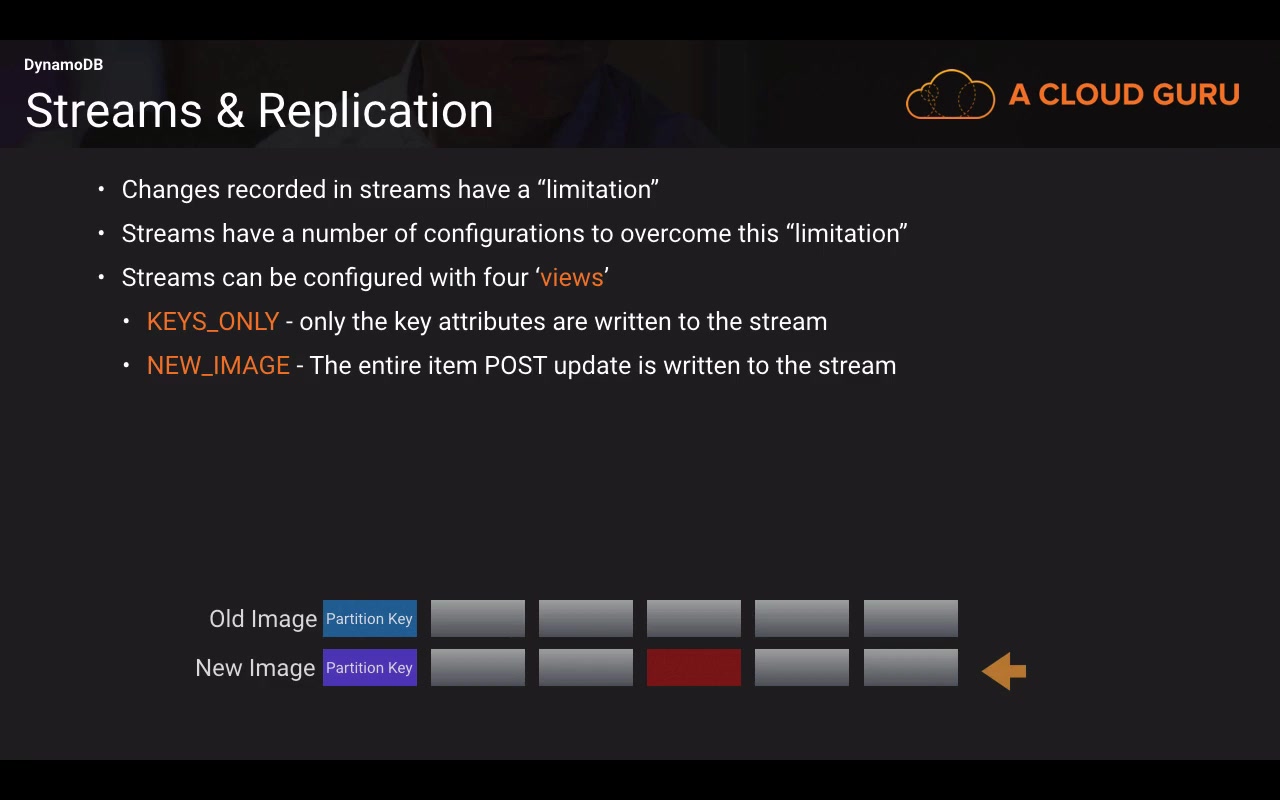 DynamoDB
Streams & Replication
A CLOUD GURU
• Changes recorded in streams have a “limitation”
• Streams have a number of configurations to overcome this “limitation”
• Streams can be configured with four ‘views’
• KEYS_ONLY - only the key attributes are written to the stream
• NEW_IMAGE - The entire item POST update is written to the stream
Old Image Partition Key
New Image Partition Key